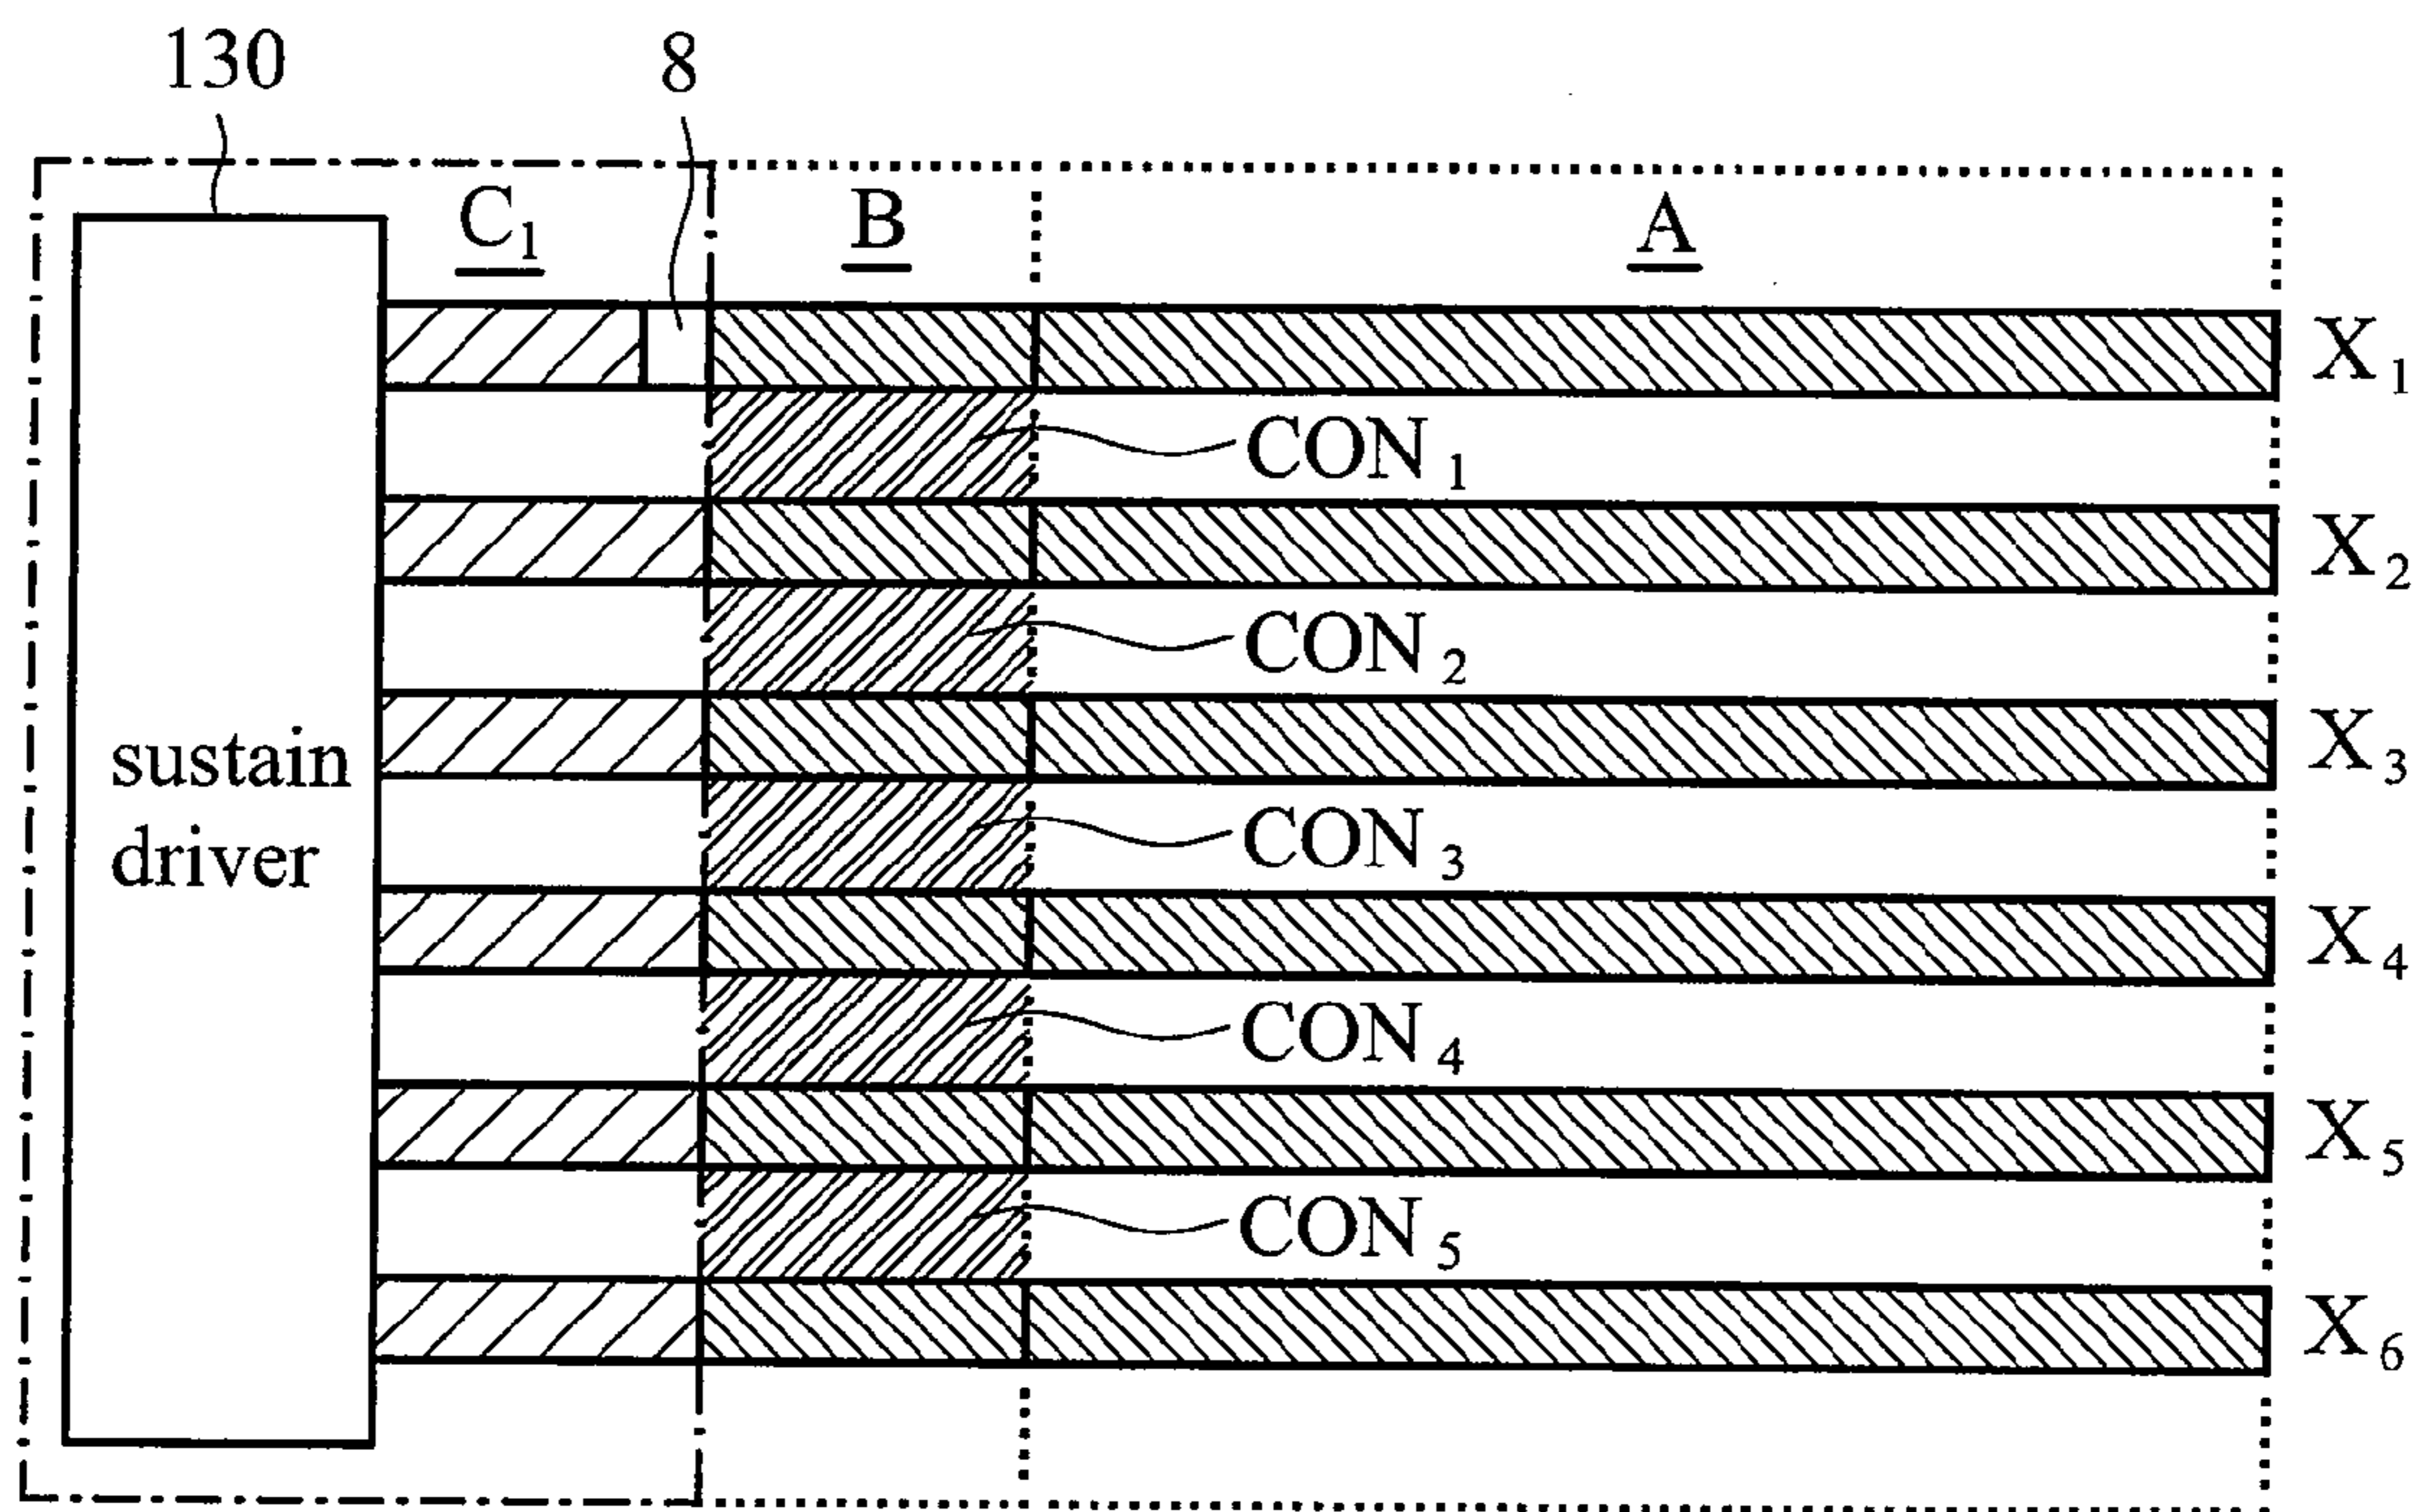 130
8
C1
B
A
X1
CON1
X2
CON2
X3
sustain
driver
CON3
X4
CON4
X5
CON5
X6